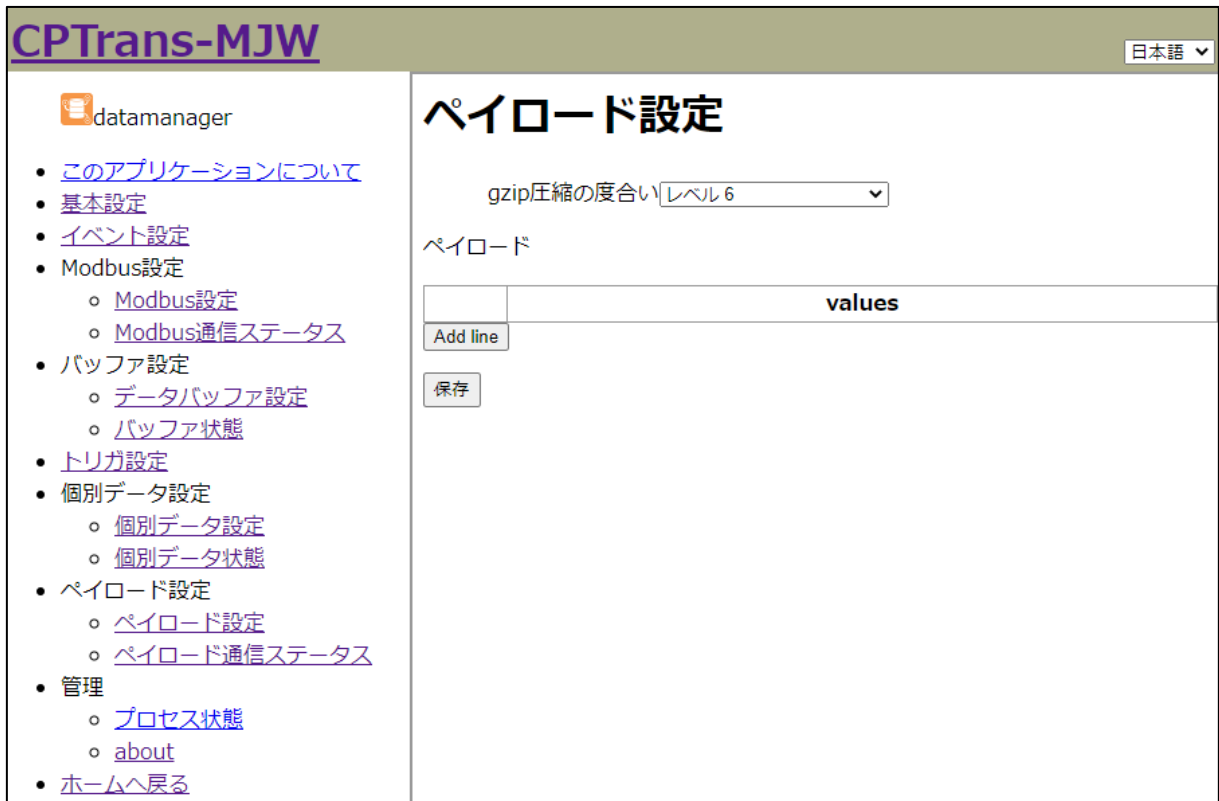 CPTrans-MJW
日本語
datamanager
このアプリケーションについて
基本設定
イベント設定
Modbus設定
Modbus設定
Modbus通信ステータス
バッファ設定
データバッファ設定
バッファ状態
トリガ設定
個別データ設定
個別データ設定
個別データ状態
ペイロード設定
ペイロード設定
ペイロード通信ステータス
管理
プロセス状態
about
ホームへ戻る
ペイロード設定
gzip圧縮の度合い レベル 6
ペイロード
values
Add line
保存